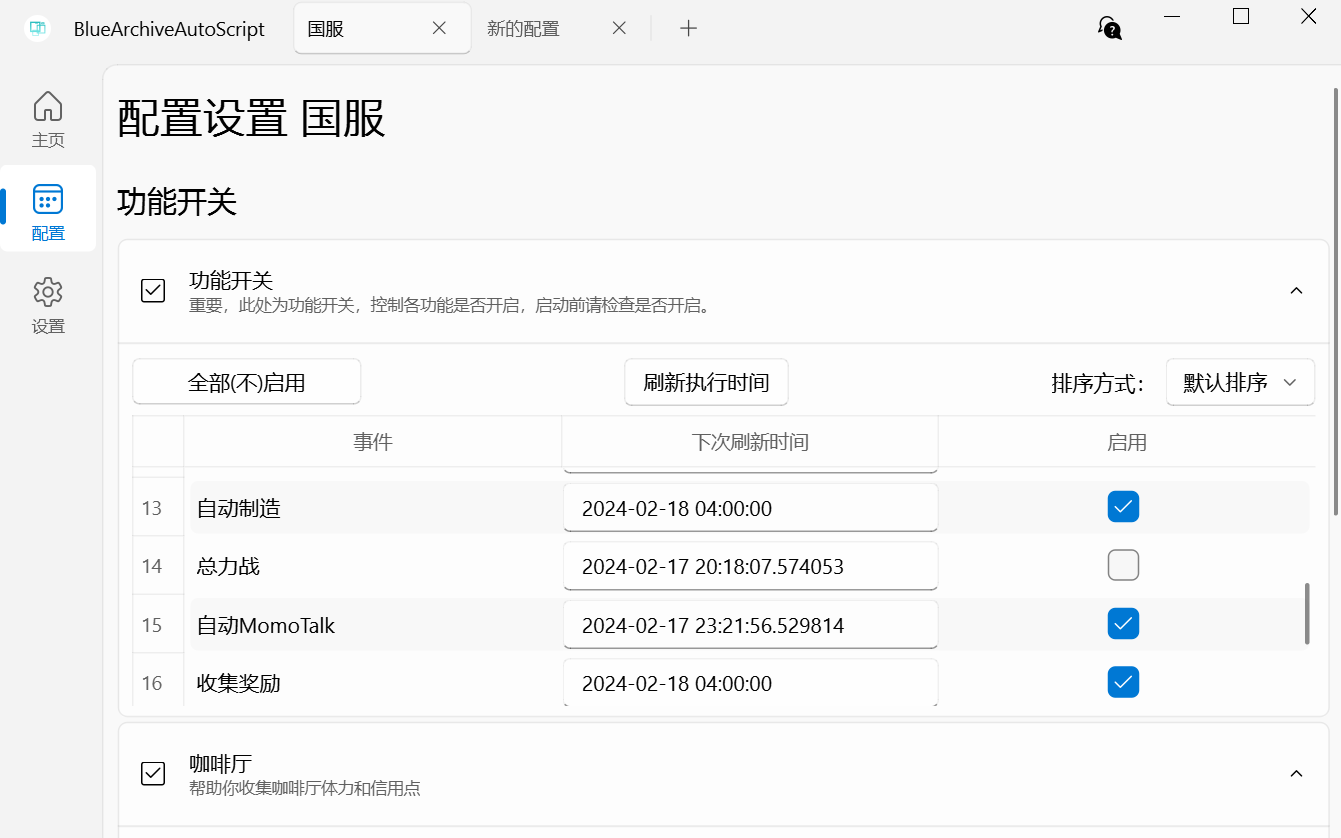 BlueArchiveAutoScript 国服 新的配置
主页
配置
设置
配置设置 国服
功能开关
功能开关
重要，此处为功能开关，控制各功能是否开启，启动前请检查是否开启。
全部(不)启用 刷新执行时间 排序方式： 默认排序
事件 下次刷新时间 启用
13 自动制造 2024-02-18 04:00:00
14 总力战 2024-02-17 20:18:07.574053
15 自动MomoTalk 2024-02-17 23:21:56.529814
16 收集奖励 2024-02-18 04:00:00
咖啡厅
帮助你收集咖啡厅体力和信用点